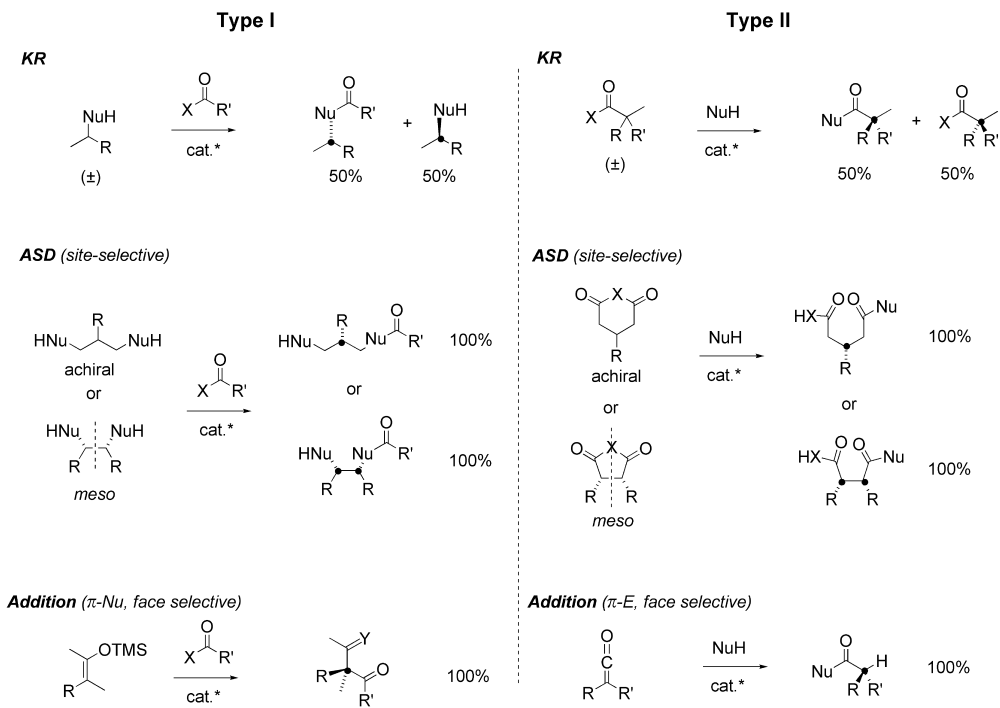 Type I
KR
NuH
R
(±)
O
X R'
cat.*
O
Nu R'
R
50%
+
NuH
R
50%
ASD (site-selective)
R
HNu NuH
achiral
or
HNu NuH
R R
meso
O
X R'
cat.*
R O
HNu Nu R'
100%
or
O
HNu Nu R'
R R
100%
Addition (π-Nu, face selective)
OTMS
R
O
X R'
cat.*
Y
R O
R'
100%
Type II
KR
O
X
R R'
(±)
NuH
cat.*
O
Nu
R R'
50%
+
O
X
R R'
50%
ASD (site-selective)
O X O
R
achiral
or
O X O
R R
meso
NuH
cat.*
O O
HX Nu
R
100%
or
O O
HX Nu
R R
100%
Addition (π-E, face selective)
O
C
R R'
NuH
cat.*
O
Nu H
R R'
100%